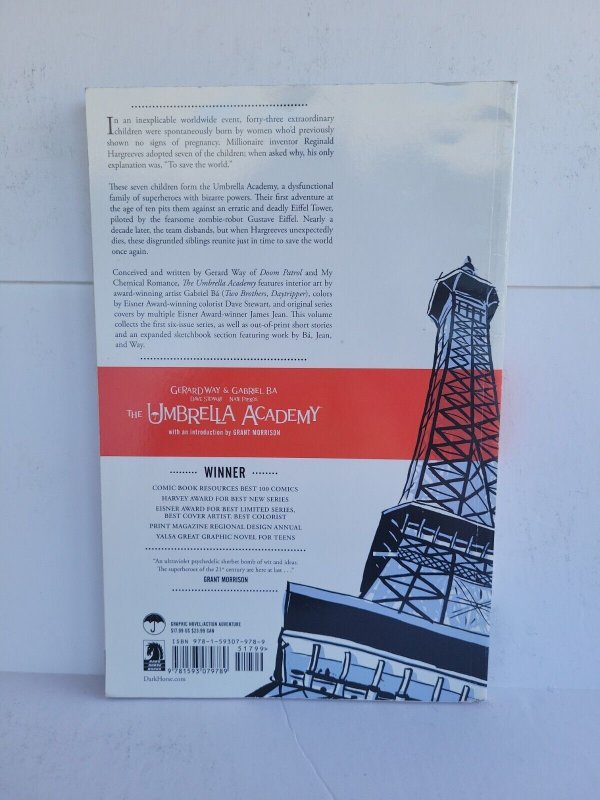 In an inexplicable worldwide event, forty-three extraordinary
children were spontaneously born by women who'd previously
shown no signs of pregnancy. Millionaire inventor Reginald
Hargreeves adopted seven of the children; when asked why, his only
explanation was, "To save the world."
These seven children form the Umbrella Academy, a dysfunctional
family of superheroes with bizarre powers. Their first adventure at
the age of ten pits them against an erratic and deadly Eiffel Tower,
piloted by the fearsome zombie-robot Gustave Eiffel. Nearly a
decade later, the team disbands, but when Hargreeves unexpectedly
dies, these disgruntled siblings reunite just in time to save the world
once again.
Conceived and written by Gerard Way of Doom Patrol and My
Chemical Romance, The Umbrella Academy features interior art by
award-winning artist Gabriel Bá (Two Brothers, Daytripper), colors
by Eisner Award-winning colorist Dave Stewart, and original series
covers by multiple Eisner Award-winner James Jean. This volume
collects the first six-issue series, as well as out-of-print short stories
and an expanded sketchbook section featuring work by Bá, Jean,
and Way.
GERARD WAY & GABRIEL BA
DAVE STEWART NATE PIEKOS
THE UMBRELLA ACADEMY
with an introduction by GRANT MORRISON
WINNER
COMIC BOOK RESOURCES BEST 100 COMICS
HARVEY AWARD FOR BEST NEW SERIES
EISNER AWARD FOR BEST LIMITED SERIES,
BEST COVER ARTIST, BEST COLORIST
PRINT MAGAZINE REGIONAL DESIGN ANNUAL
YALSA GREAT GRAPHIC NOVEL FOR TEENS
"An ultraviolet psychedelic sherbet bomb of wit and ideas.
The superheroes of the 21st century are here at last . . ."
GRANT MORRISON
GRAPHIC NOVEL/ACTION ADVENTURE
$17.99 US $23.99 CAN
ISBN 978-1-59307-978-9
51799
9 781593 079789
DARK HORSE BOOKS
DarkHorse.com